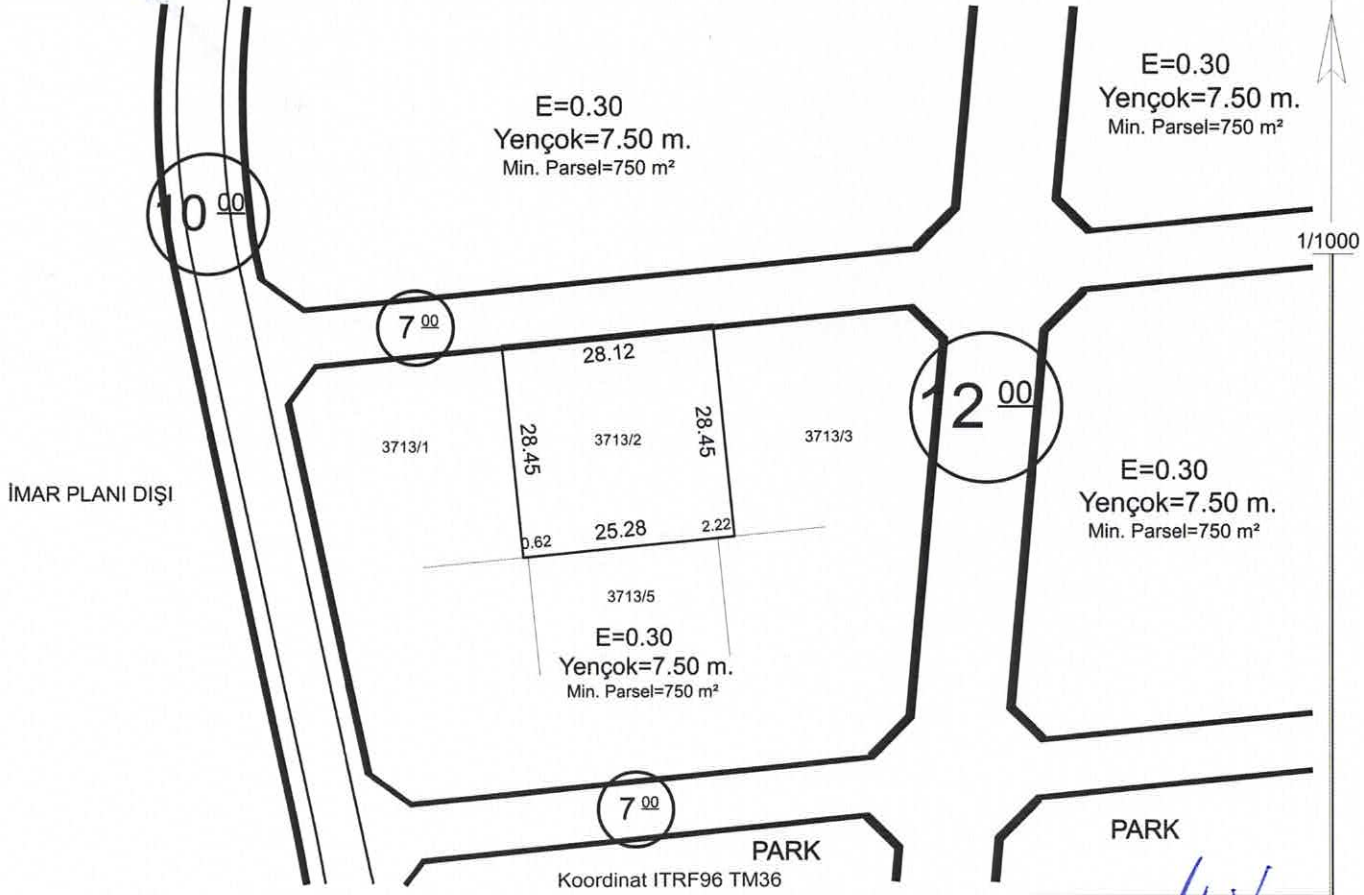 E=0.30
Yençok=7.50 m.
Min. Parsel=750 m²
E=0.30
Yençok=7.50 m.
Min. Parsel=750 m²
10 00
1/1000
7 00
28.12
12 00
28.45
28.45
3713/1
3713/2
3713/3
İMAR PLANI DIŞI
E=0.30
Yençok=7.50 m.
Min. Parsel=750 m²
0.62
25.28
2.22
3713/5
E=0.30
Yençok=7.50 m.
Min. Parsel=750 m²
7 00
PARK
PARK
Koordinat ITRF96 TM36